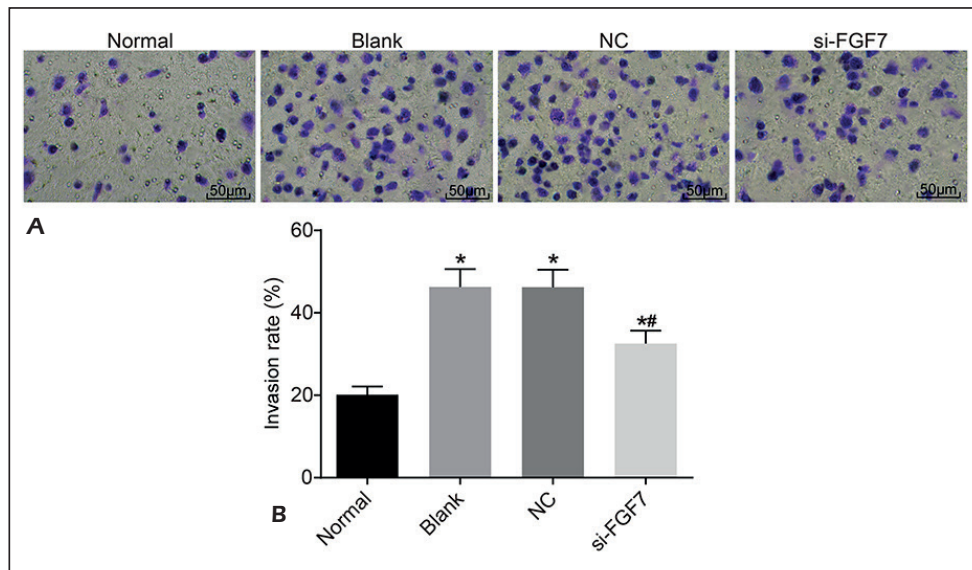 Normal Blank NC si-FGF7
50µm 50µm 50µm 50µm
A
60
40
20
0
Invasion rate (%)
* * *#
Normal Blank NC si-FGF7
B